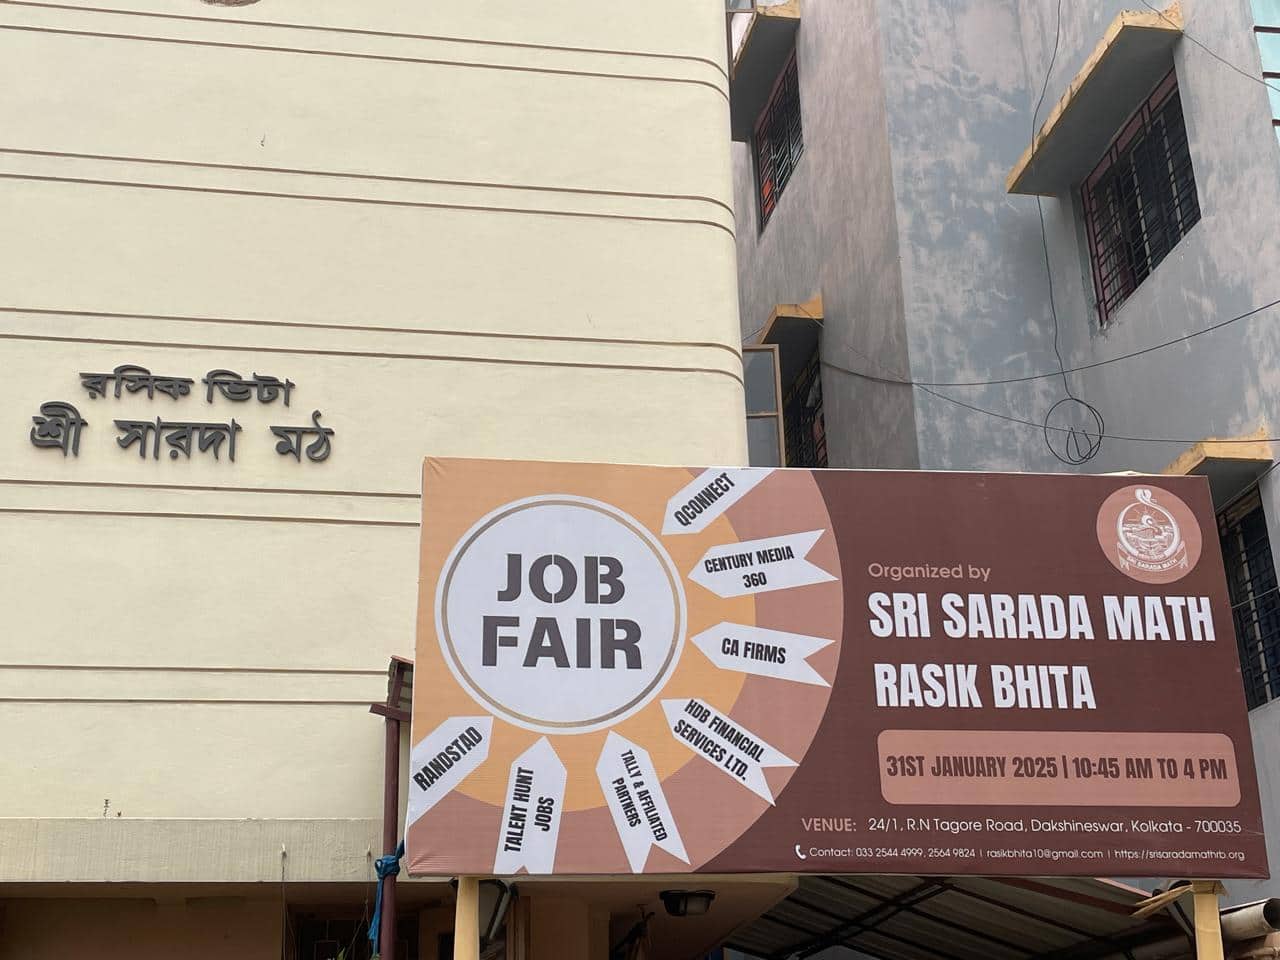 রসিক ভিটা
শ্রী সারদা মঠ
JOB
FAIR
QCONNECT
CENTURY MEDIA
360
CA FIRMS
HDB FINANCIAL
SERVICES LTD.
TALLY & AFFILIATED
PARTNERS
TALENT HUNT
JOBS
RANDSTAD
SRI SARADA MATH
Organized by
SRI SARADA MATH
RASIK BHITA
31ST JANUARY 2025 | 10:45 AM TO 4 PM
VENUE: 24/1, R.N Tagore Road, Dakshineswar, Kolkata - 700035
Contact: 033 2544 4999, 2564 9824 | rasikbhita10@gmail.com | https://srisaradamathrb.org